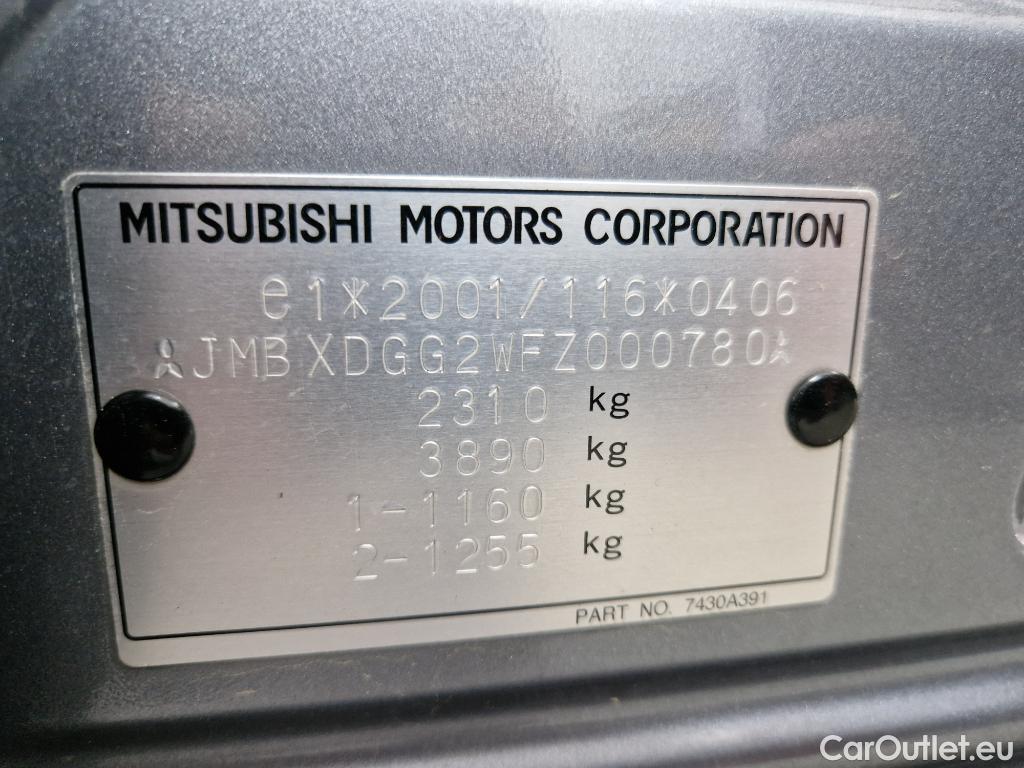 MITSUBISHI MOTORS CORPORATION
e1*2001/116*0406
JMBXDGG2WFZ000780
2310 kg
3890 kg
1-1160 kg
2-1255 kg
PART NO. 7430A391
CarOutlet.eu